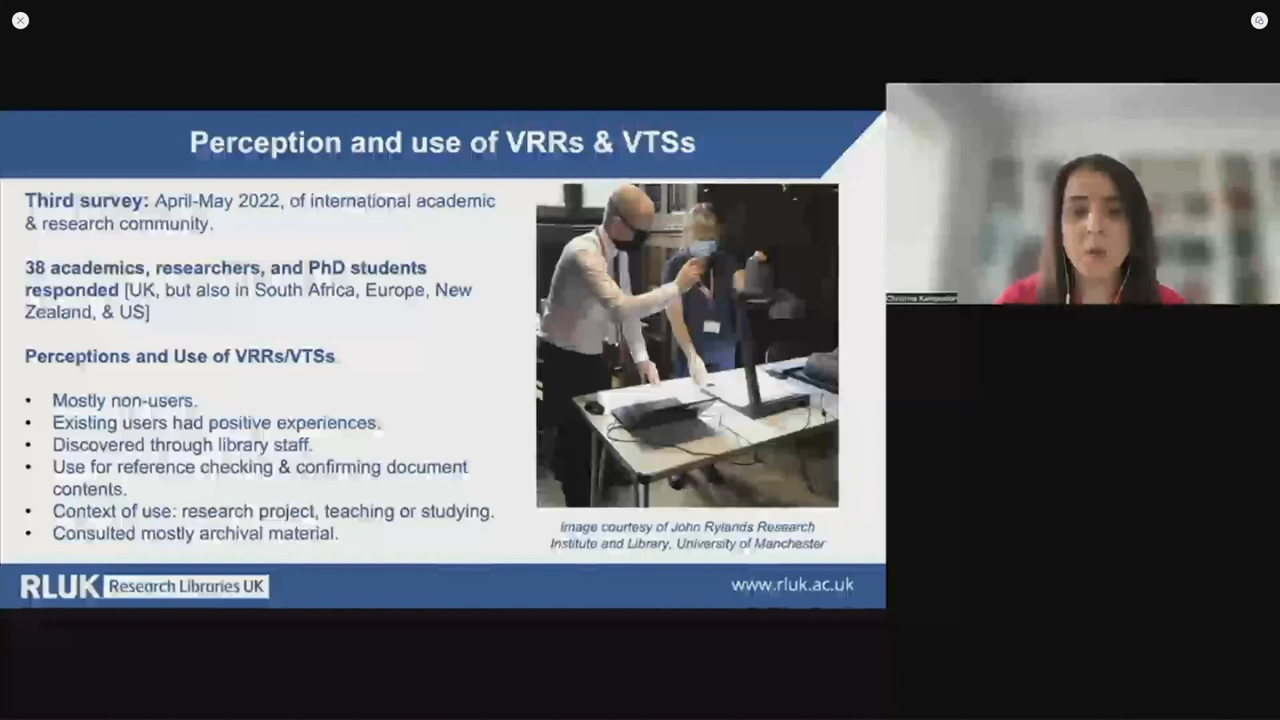 Perception and use of VRRs & VTSs
Third survey: April-May 2022, of international academic
& research community.
38 academics, researchers, and PhD students
responded [UK, but also in South Africa, Europe, New
Zealand, & US]
Perceptions and Use of VRRs/VTSs
• Mostly non-users.
• Existing users had positive experiences.
• Discovered through library staff.
• Use for reference checking & confirming document
contents.
• Context of use: research project, teaching or studying.
• Consulted mostly archival material.
Image courtesy of John Rylands Research
Institute and Library, University of Manchester
RLUK Research Libraries UK
www.rluk.ac.uk
Christina Kamposiori